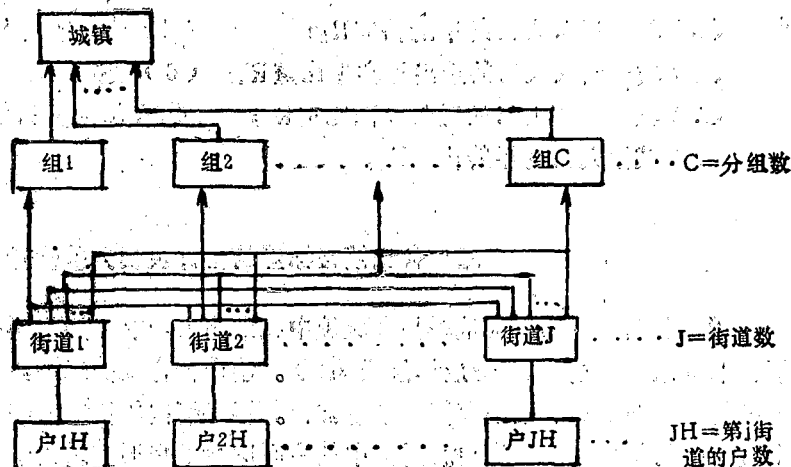 城镇
组1 组2 组C C=分组数
街道1 街道2 街道J J=街道数
户1H 户2H 户JH JH=第j街
道的户数